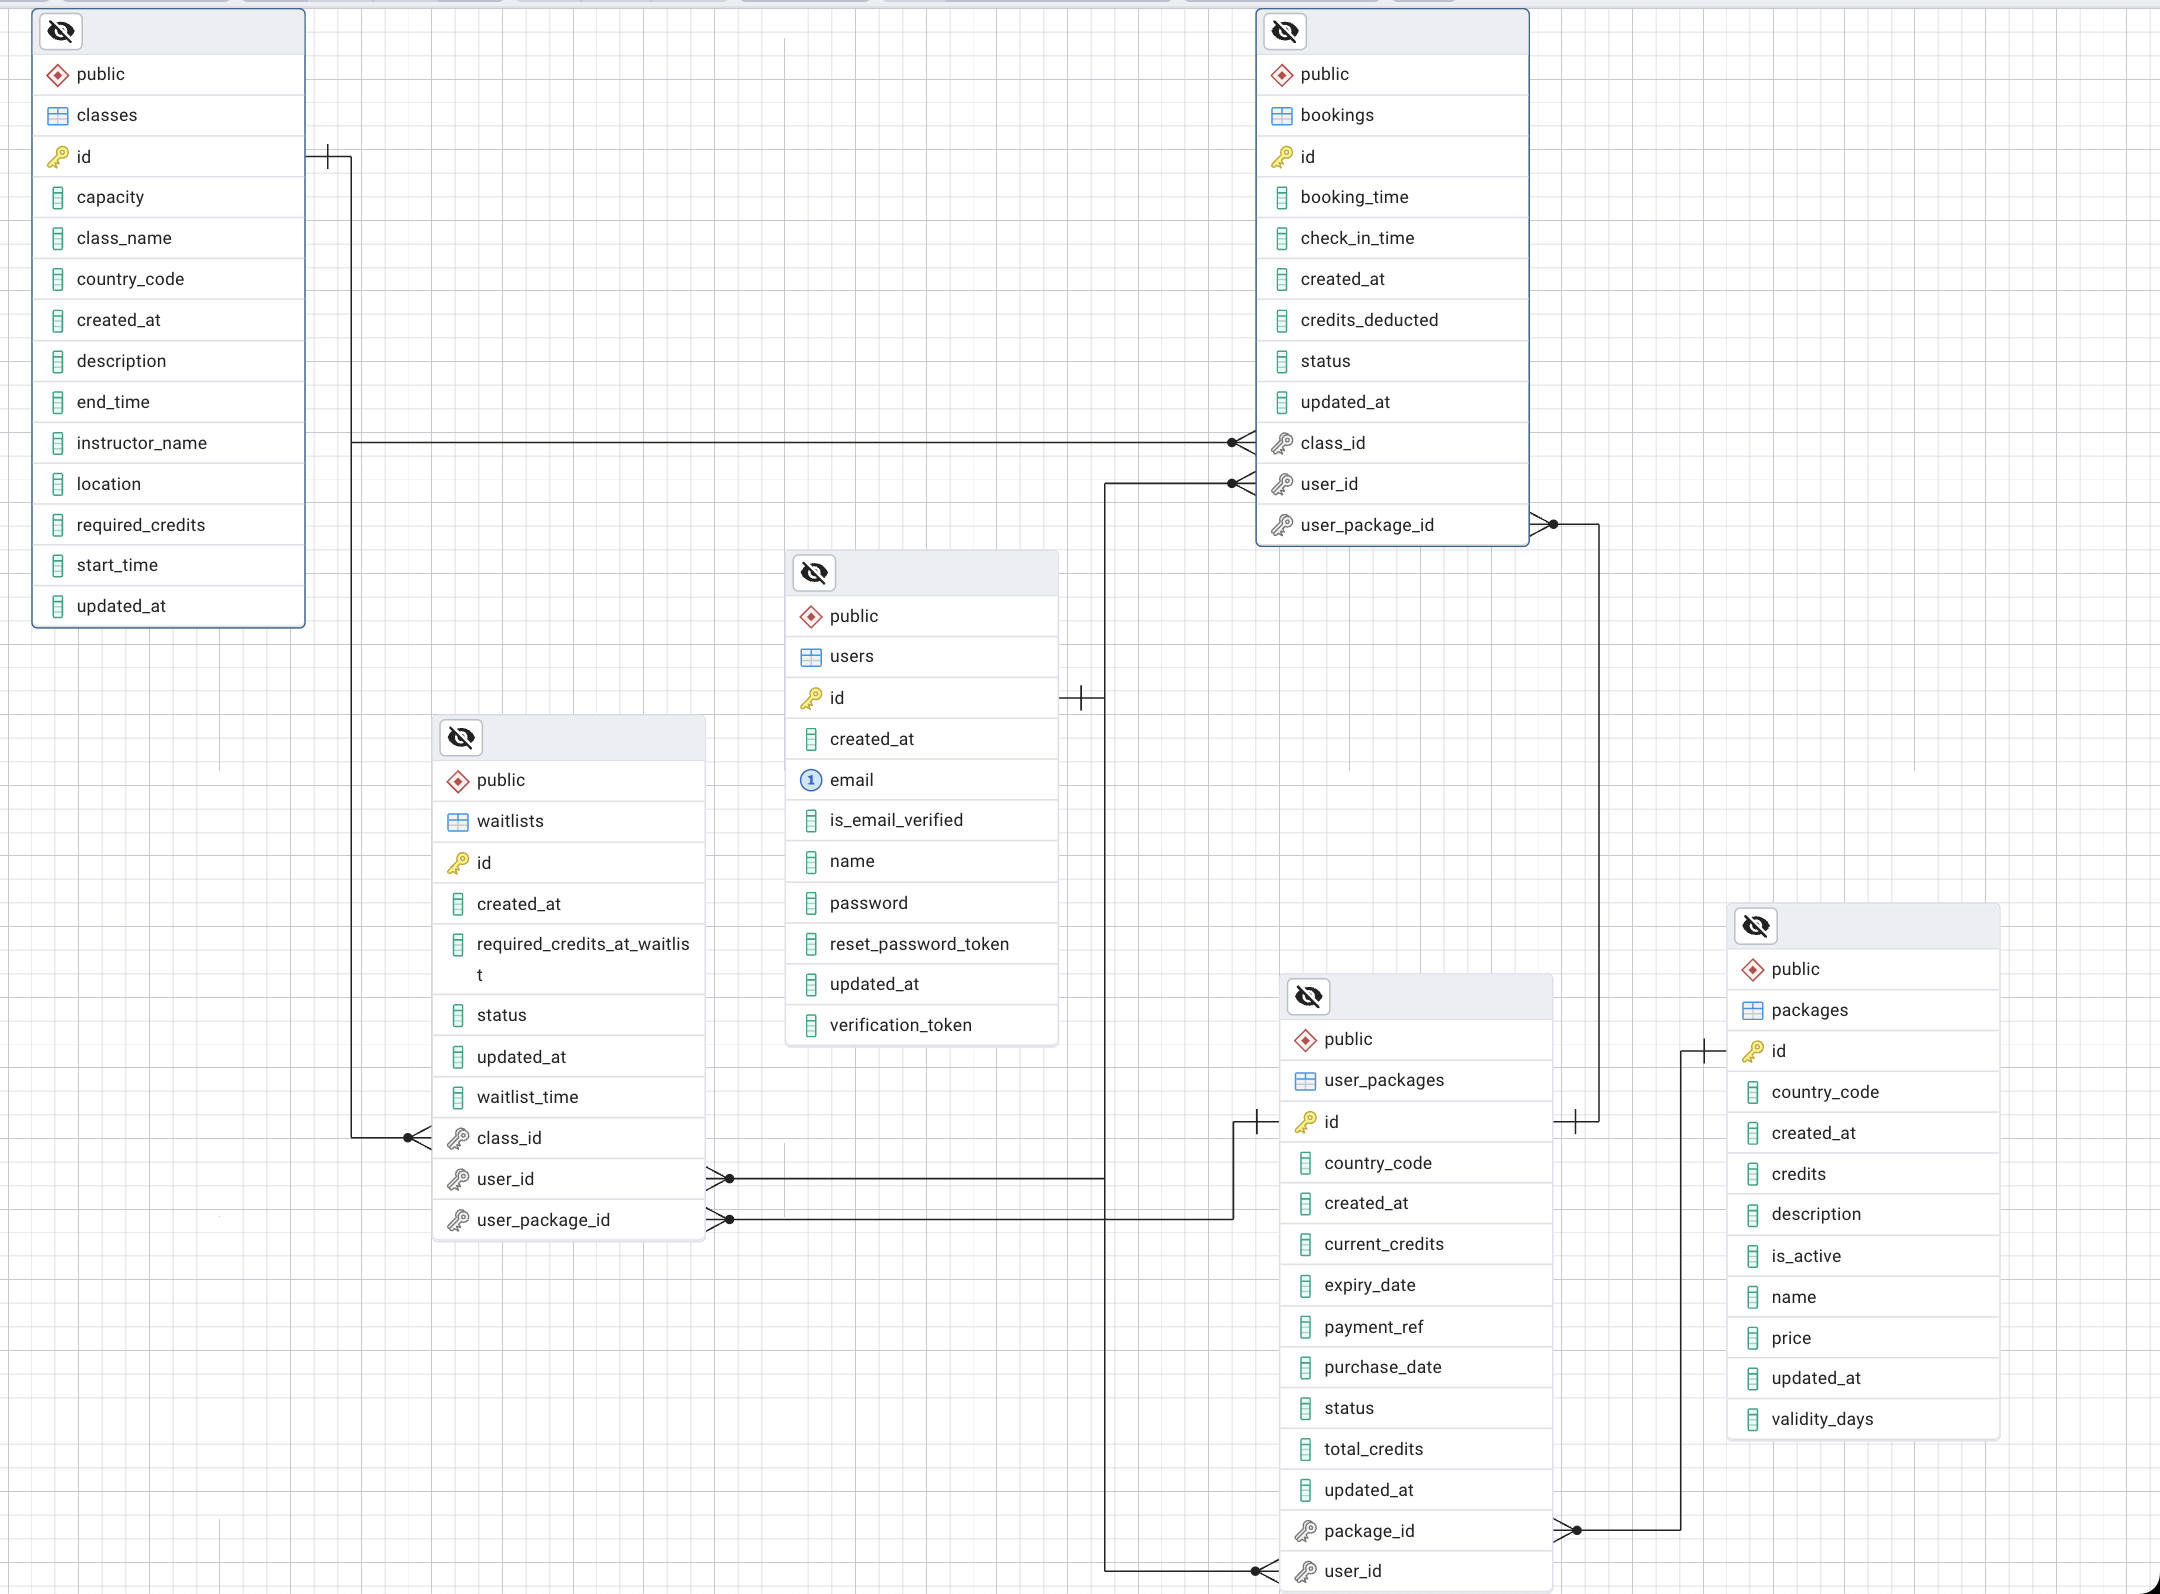 public
classes
id
capacity
class_name
country_code
created_at
description
end_time
instructor_name
location
required_credits
start_time
updated_at
public
bookings
id
booking_time
check_in_time
created_at
credits_deducted
status
updated_at
class_id
user_id
user_package_id
public
users
id
created_at
1 email
is_email_verified
name
password
reset_password_token
updated_at
verification_token
public
waitlists
id
created_at
required_credits_at_waitlis
t
status
updated_at
waitlist_time
class_id
user_id
user_package_id
public
user_packages
id
country_code
created_at
current_credits
expiry_date
payment_ref
purchase_date
status
total_credits
updated_at
package_id
user_id
public
packages
id
country_code
created_at
credits
description
is_active
name
price
updated_at
validity_days